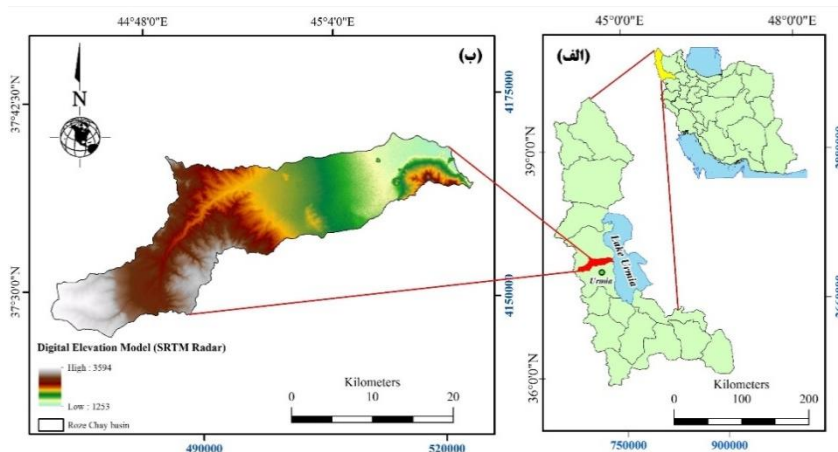 44°48'0"E
45°4'0"E
(ب)
N
37°42'30"N
37°30'0"N
4175000
4150000
Digital Elevation Model (SRTM Radar)
High : 3594
Low : 1253
Roze Chay basin
Kilometers
0 10 20
490000
520000
45°0'0"E
48°0'0"E
(الف)
39°0'0"N
36°0'0"N
Lake Urmia
Urmia
Kilometers
0 100 200
750000
900000